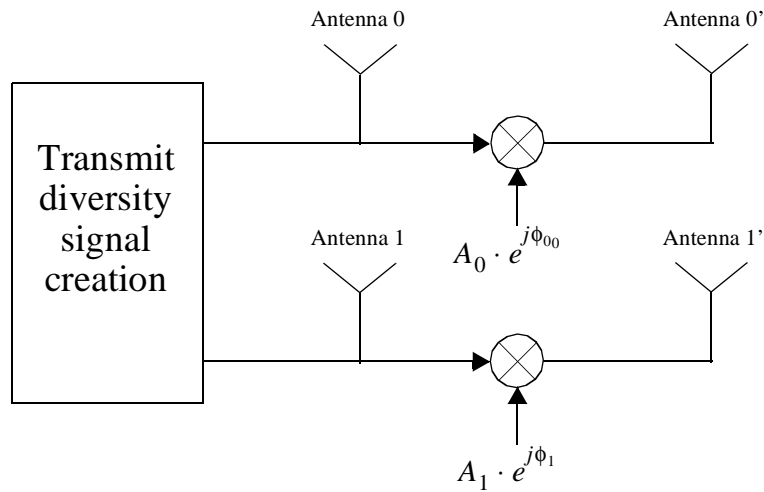 Antenna 0
Antenna 0’
Transmit
diversity
signal
creation
A₀ · e^{jϕ₀₀}
Antenna 1
Antenna 1’
A₁ · e^{jϕ₁}